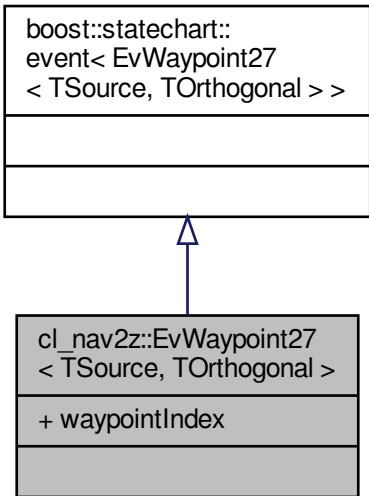 boost::statechart::
event< EvWaypoint27
< TSource, TOrthogonal > >
cl_nav2z::EvWaypoint27
< TSource, TOrthogonal >
+ waypointIndex